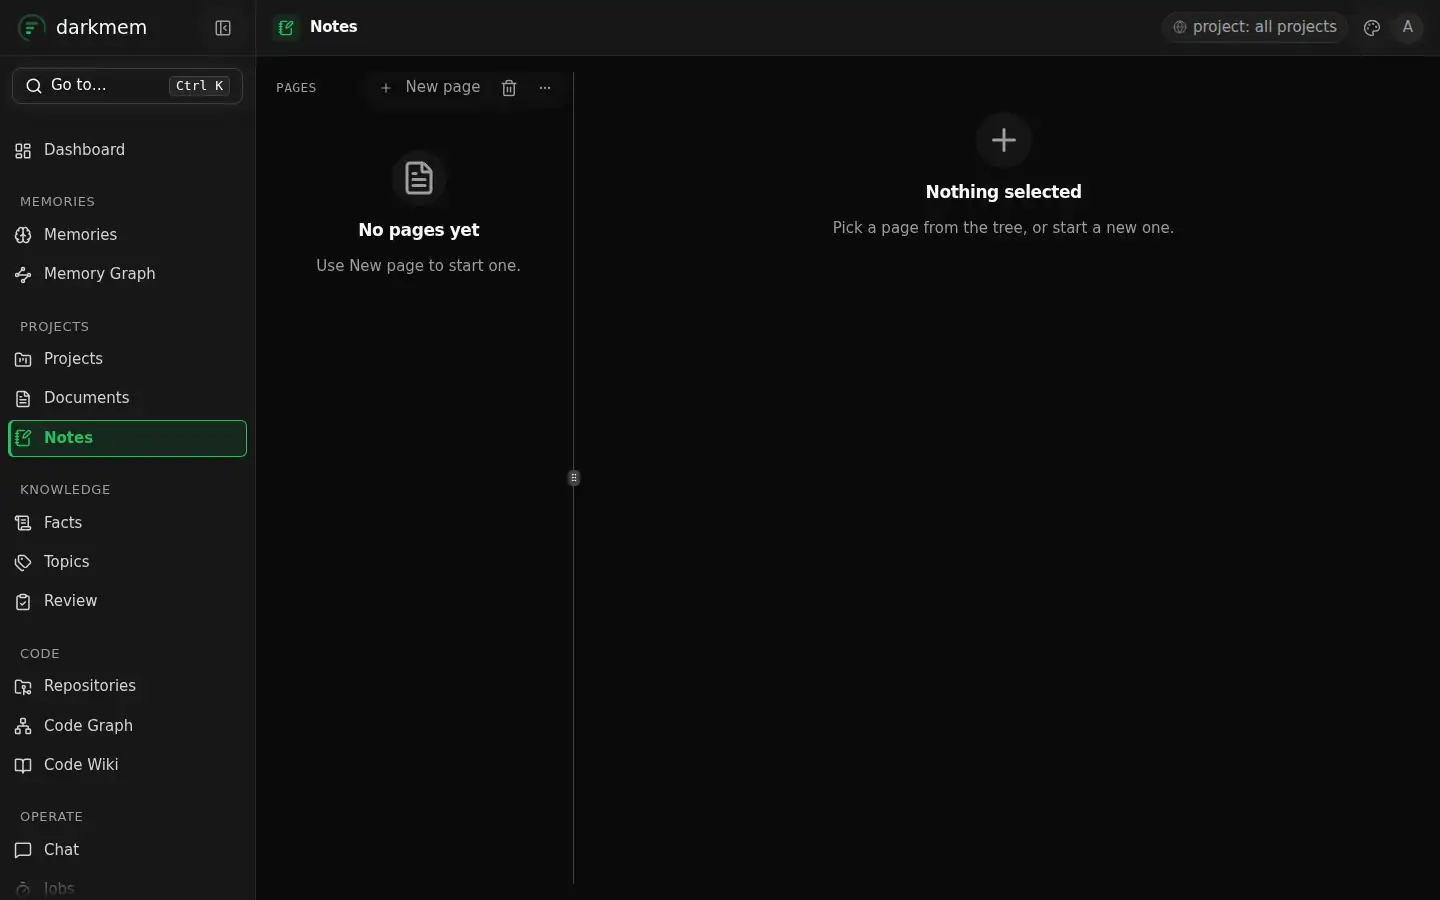 darkmem
Notes
project: all projects
A
Go to...
Ctrl K
Dashboard
MEMORIES
Memories
Memory Graph
PROJECTS
Projects
Documents
Notes
KNOWLEDGE
Facts
Topics
Review
CODE
Repositories
Code Graph
Code Wiki
OPERATE
Chat
Jobs
PAGES
New page
No pages yet
Use New page to start one.
Nothing selected
Pick a page from the tree, or start a new one.